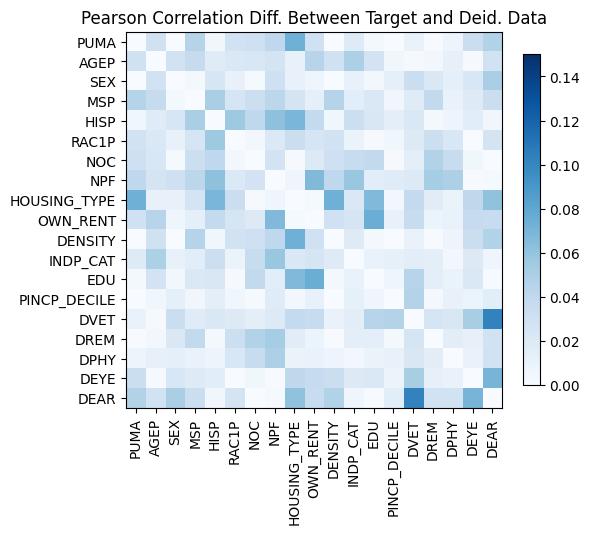 Pearson Correlation Diff. Between Target and Deid. Data
PUMA
AGEP
SEX
MSP
HISP
RAC1P
NOC
NPF
HOUSING_TYPE
OWN_RENT
DENSITY
INDP_CAT
EDU
PINCP_DECILE
DVET
DREM
DPHY
DEYE
DEAR
PUMA
AGEP
SEX
MSP
HISP
RAC1P
NOC
NPF
HOUSING_TYPE
OWN_RENT
DENSITY
INDP_CAT
EDU
PINCP_DECILE
DVET
DREM
DPHY
DEYE
DEAR
0.14
0.12
0.10
0.08
0.06
0.04
0.02
0.00